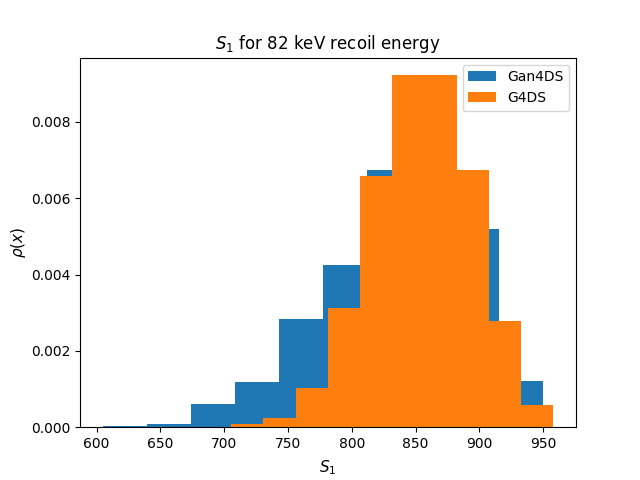 S₁ for 82 keV recoil energy
Gan4DS
G4DS
ρ(x)
0.008
0.006
0.004
0.002
0.000
600 650 700 750 800 850 900 950
S₁